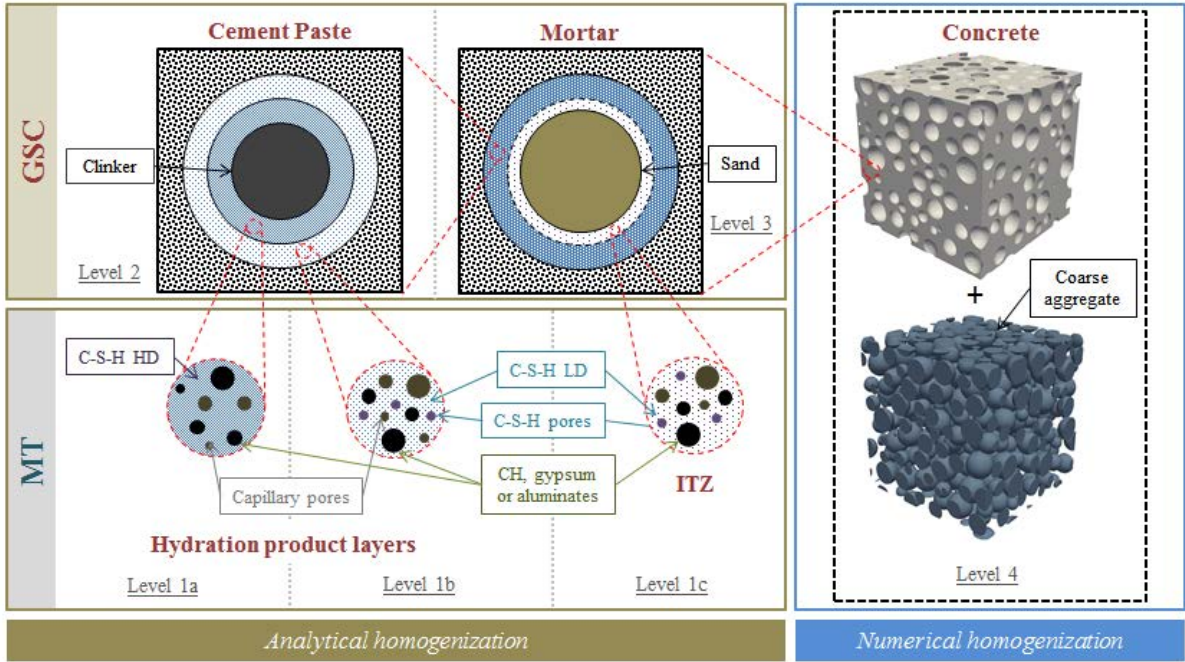 GSC
Cement Paste
Clinker
Level 2
Mortar
Sand
Level 3
MT
C-S-H HD
C-S-H LD
C-S-H pores
Capillary pores
CH, gypsum
or aluminates
ITZ
Hydration product layers
Level 1a
Level 1b
Level 1c
Analytical homogenization
Concrete
+
Coarse
aggregate
Level 4
Numerical homogenization